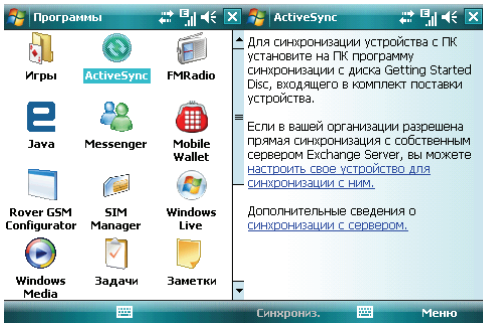 Программы
Игры
ActiveSync
FMRadio
Java
Messenger
Mobile
Wallet
Rover GSM
Configurator
SIM
Manager
Windows
Live
Windows
Media
Задачи
Заметки
ActiveSync
Для синхронизации устройства с ПК
установите на ПК программу
синхронизации с диска Getting Started
Disc, входящего в комплект поставки
устройства.
Если в вашей организации разрешена
прямая синхронизация с собственным
сервером Exchange Server, вы можете
настроить свое устройство для
синхронизации с ним.
Дополнительные сведения о
синхронизации с сервером.
Синхрониз.
Меню